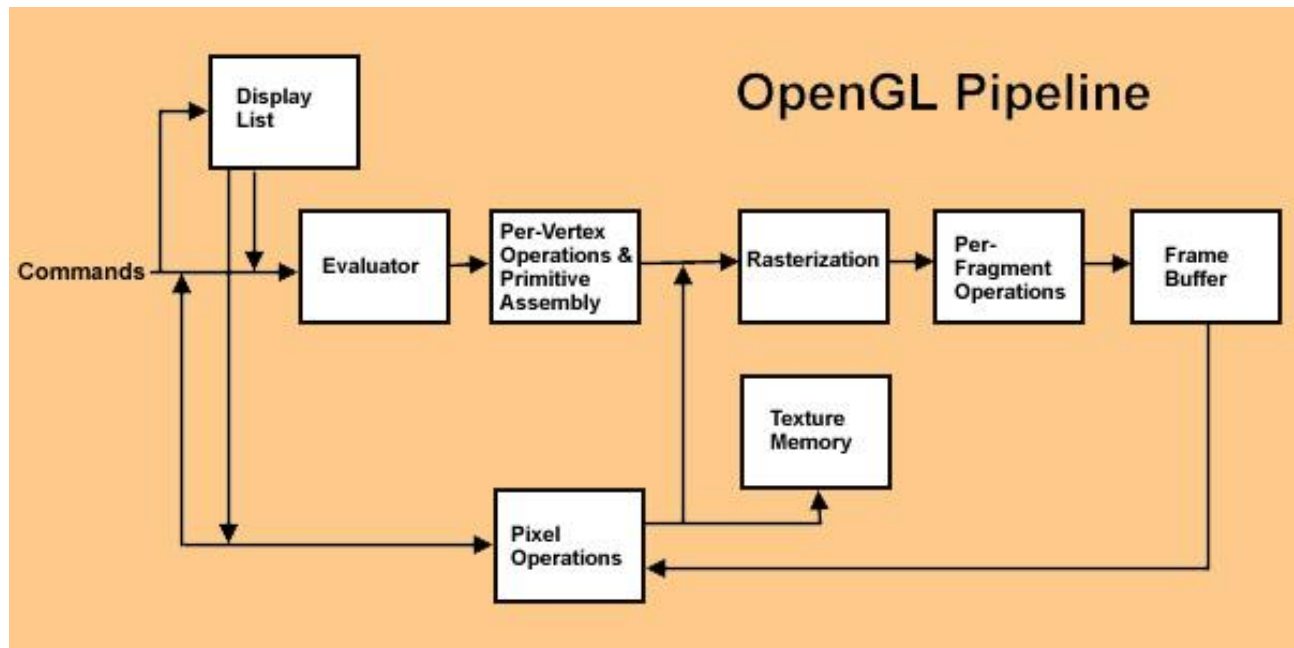 Display
List
OpenGL Pipeline
Commands
Evaluator
Per-Vertex
Operations &
Primitive
Assembly
Rasterization
Per-
Fragment
Operations
Frame
Buffer
Texture
Memory
Pixel
Operations